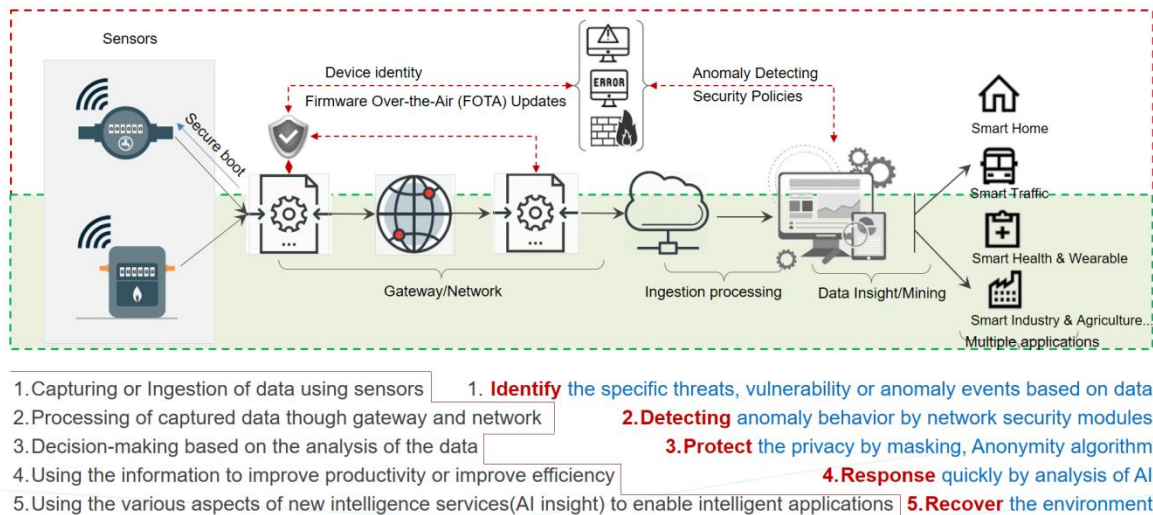 Sensors
Device identity
Firmware Over-the-Air (FOTA) Updates
ERROR
Anomaly Detecting
Security Policies
Secure boot
Smart Home
Smart Traffic
Smart Health & Wearable
Smart Industry & Agriculture...
Multiple applications
Gateway/Network
Ingestion processing
Data Insight/Mining
1.Capturing or Ingestion of data using sensors
2.Processing of captured data though gateway and network
3.Decision-making based on the analysis of the data
4.Using the information to improve productivity or improve efficiency
5.Using the various aspects of new intelligence services(AI insight) to enable intelligent applications
1. Identify the specific threats, vulnerability or anomaly events based on data
2.Detecting anomaly behavior by network security modules
3.Protect the privacy by masking, Anonymity algorithm
4.Response quickly by analysis of AI
5.Recover the environment